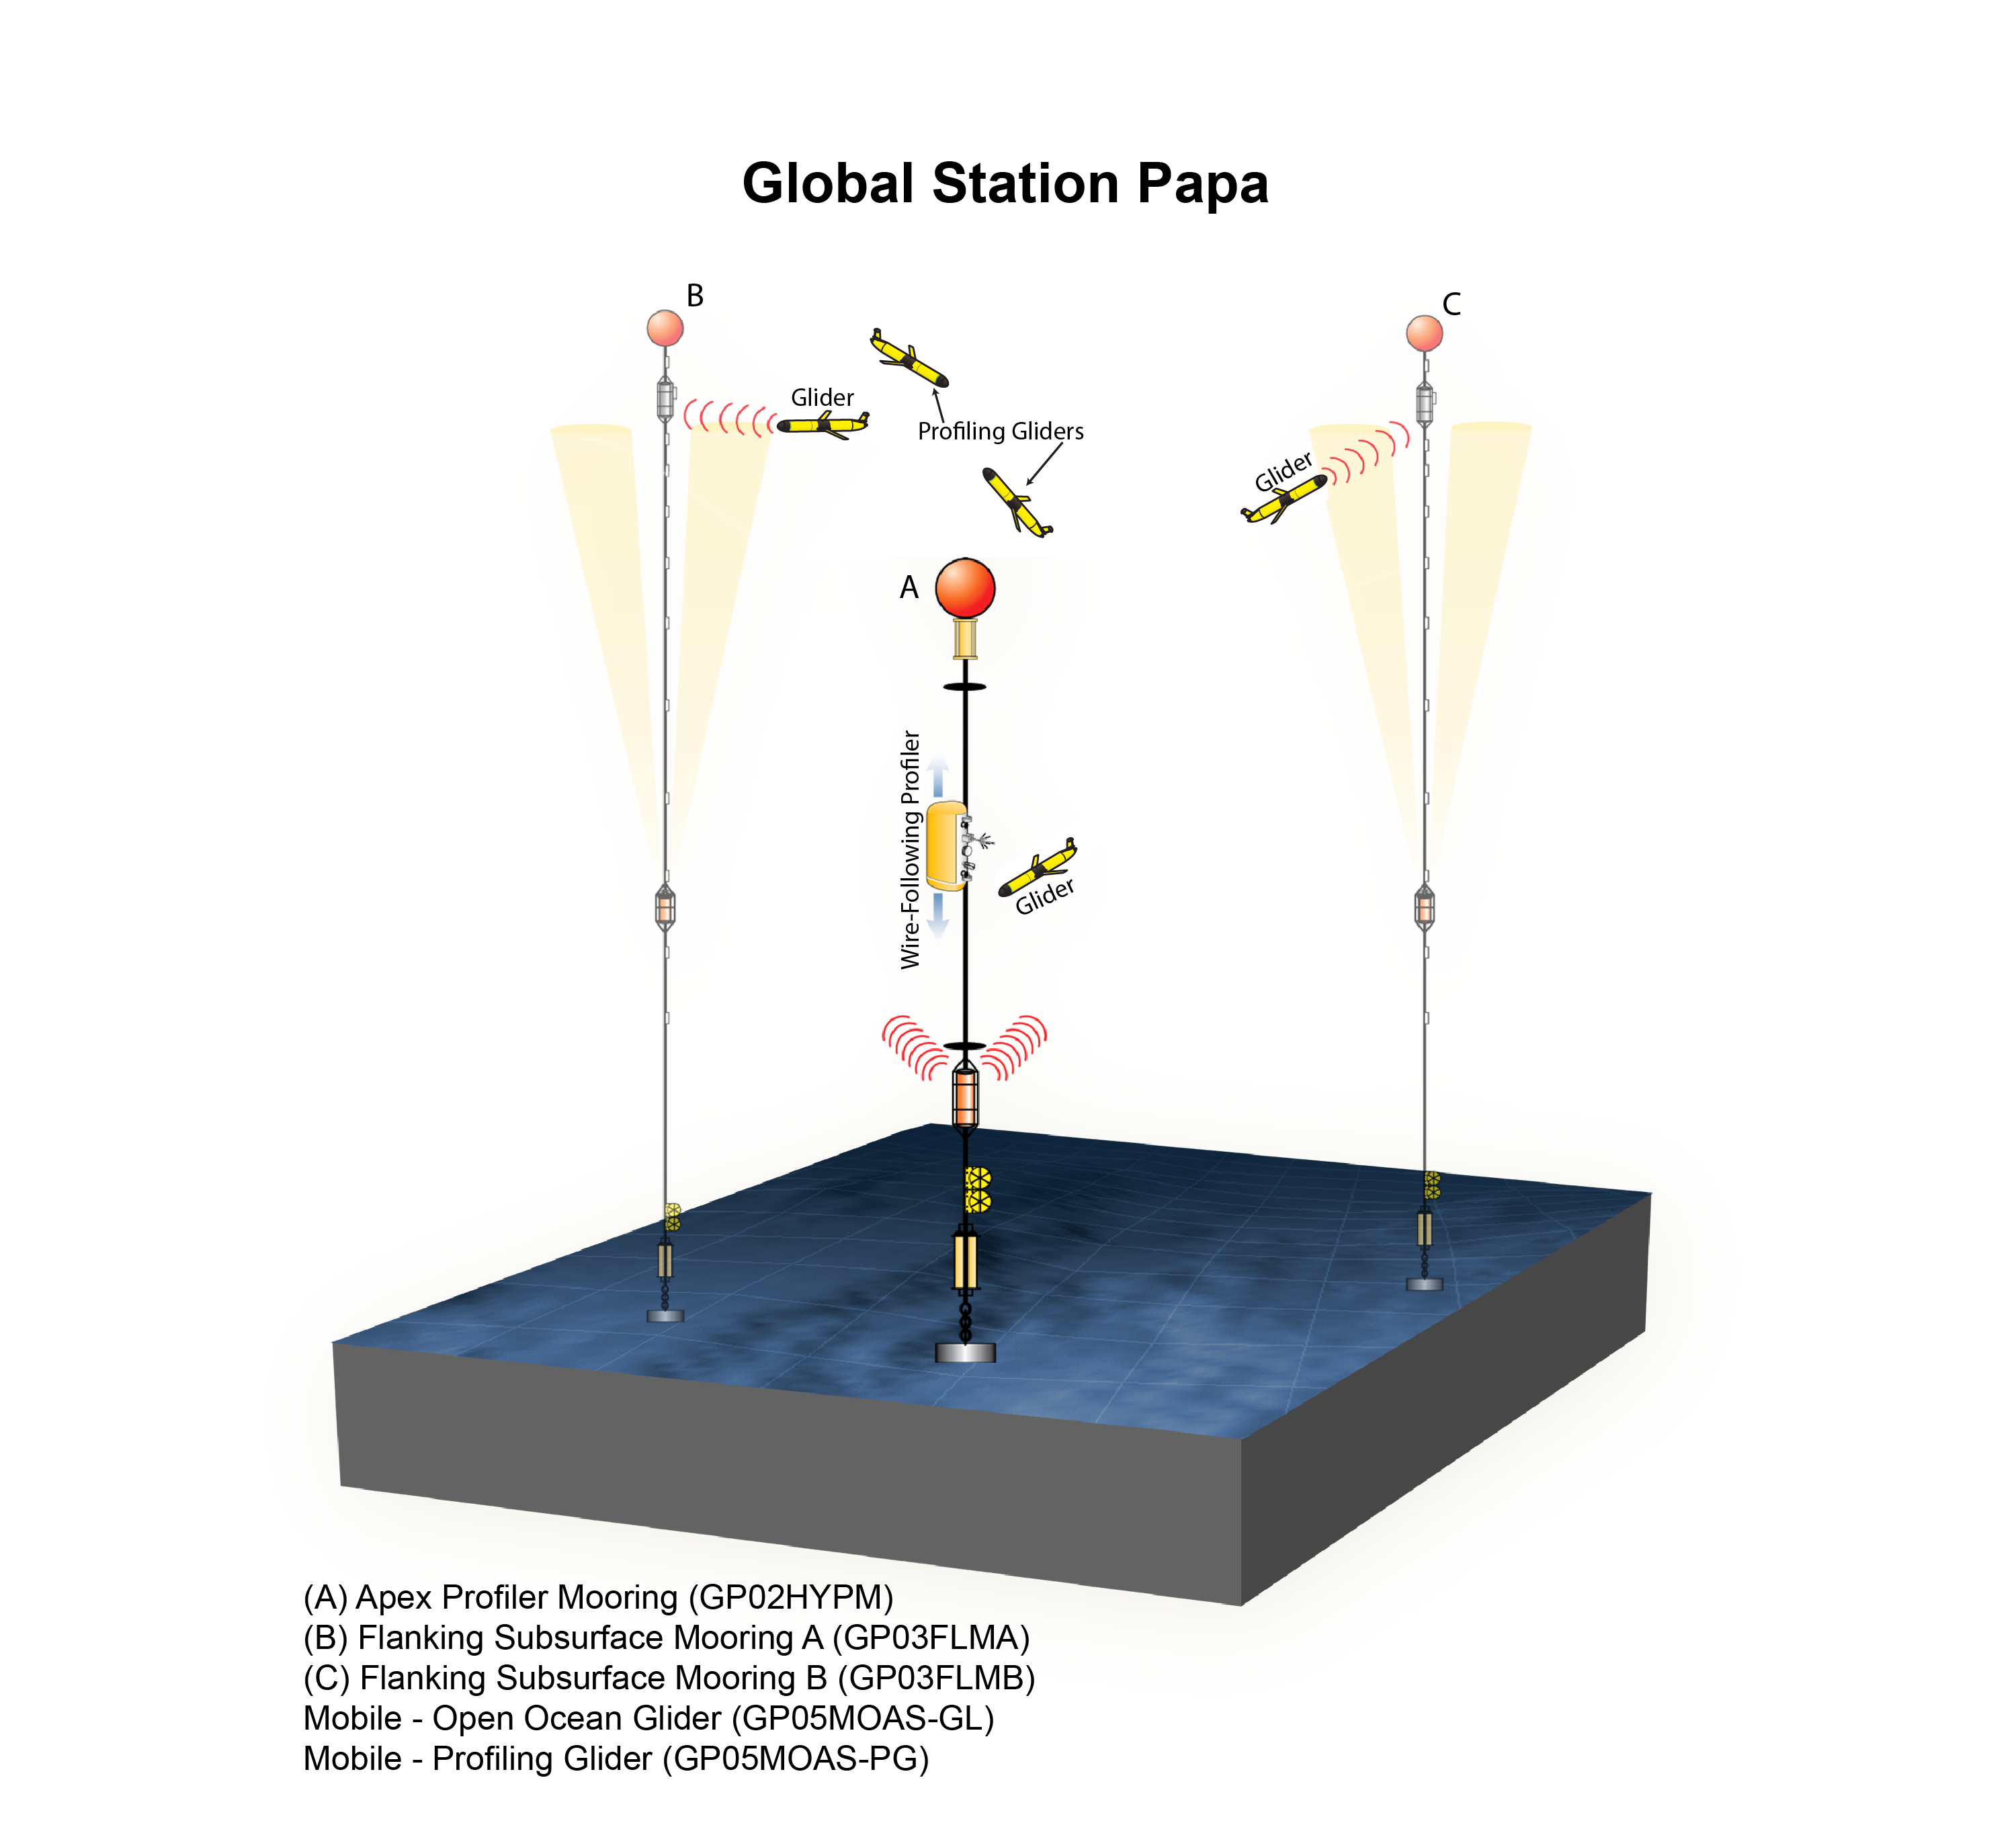 Global Station Papa
B
C
Glider
Profiling Gliders
Glider
A
Wire-Following Profiler
Glider
(A) Apex Profiler Mooring (GP02HYPM)
(B) Flanking Subsurface Mooring A (GP03FLMA)
(C) Flanking Subsurface Mooring B (GP03FLMB)
Mobile - Open Ocean Glider (GP05MOAS-GL)
Mobile - Profiling Glider (GP05MOAS-PG)